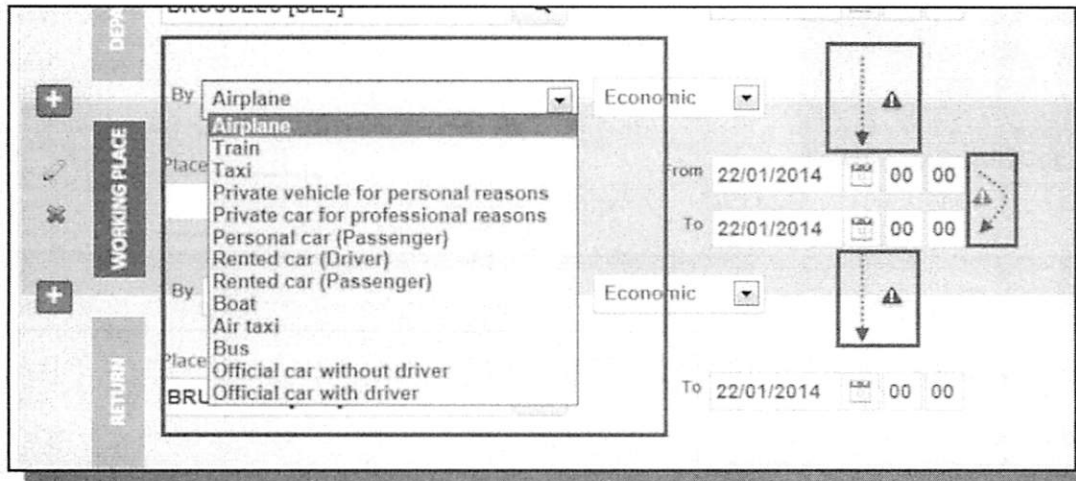 DEPA
BRUSSELS [BEL]
By Airplane Economic
Airplane
Train
Taxi
Private vehicle for personal reasons
Private car for professional reasons
Personal car (Passenger)
Rented car (Driver)
Rented car (Passenger)
Boat
Air taxi
Bus
Official car without driver
Official car with driver
WORKING PLACE
Place
From 22/01/2014 00 00
To 22/01/2014 00 00
By Economic
RETURN
Place
BRU
To 22/01/2014 00 00